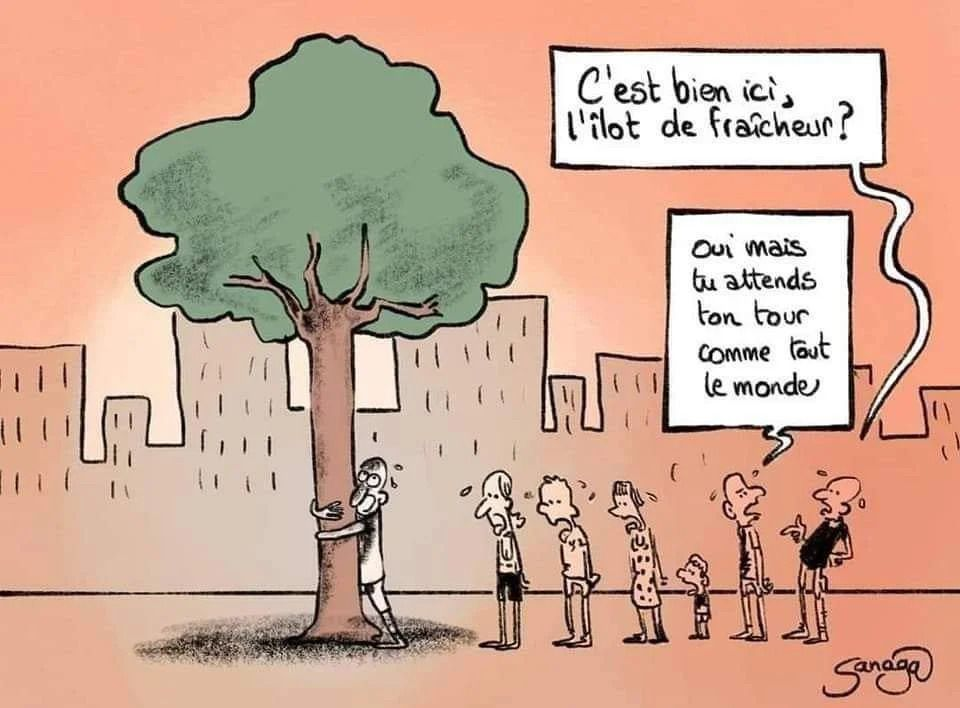 C'est bien ici,
l'îlot de fraîcheur?
oui mais
tu attends
ton tour
comme tout
le monde
Sanaga